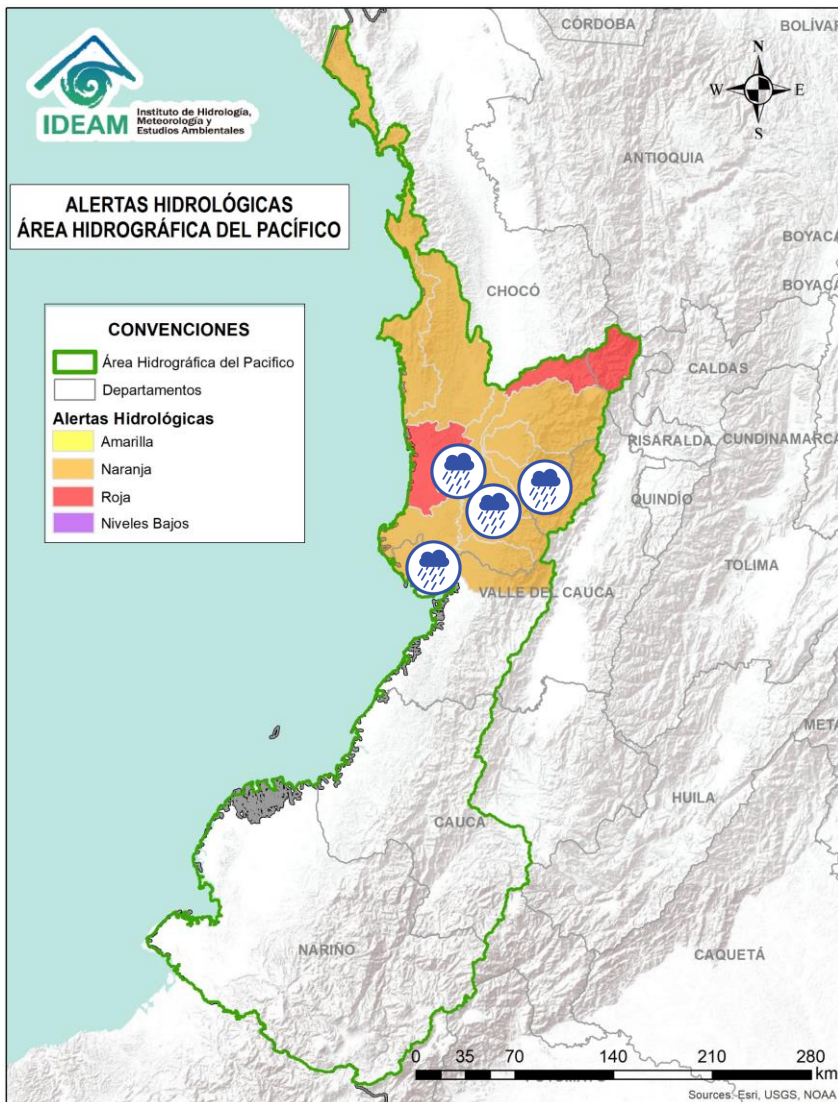 CÓRDOBA
BOLÍVAR
IDEAM
Instituto de Hidrología,
Meteorología y
Estudios Ambientales
N
W E
S
ANTIOQUIA
ALERTAS HIDROLÓGICAS
ÁREA HIDROGRÁFICA DEL PACÍFICO
BOYACÁ
BOYACÁ
CHOCÓ
CONVENCIONES
Área Hidrográfica del Pacifico
Departamentos
Alertas Hidrológicas
Amarilla
Naranja
Roja
Niveles Bajos
CALDAS
RISARALDA
CUNDINAMARCA
QUINDÍO
TOLIMA
VALLE DEL CAUCA
META
HUILA
CAUCA
NARIÑO
CAQUETÁ
0 35 70 140 210 280
km
Sources: Esri, USGS, NOAA